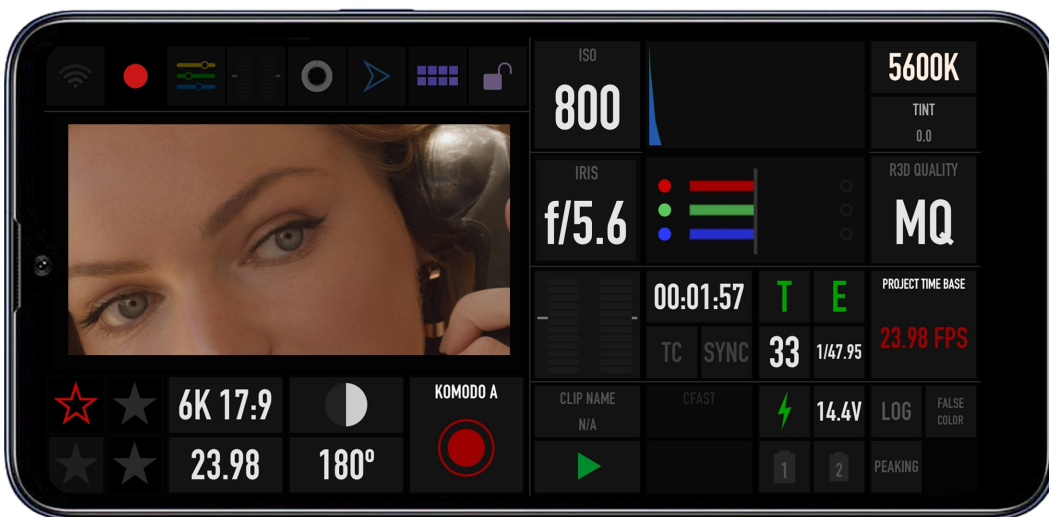 ISO
800
5600K
TINT
0.0
IRIS
f/5.6
R3D QUALITY
MQ
00:01:57
T
E
PROJECT TIME BASE
TC
SYNC
33
1/47.95
23.98 FPS
6K 17:9
KOMODO A
23.98
180º
CLIP NAME
N/A
CFAST
14.4V
LOG
FALSE
COLOR
1
2
PEAKING